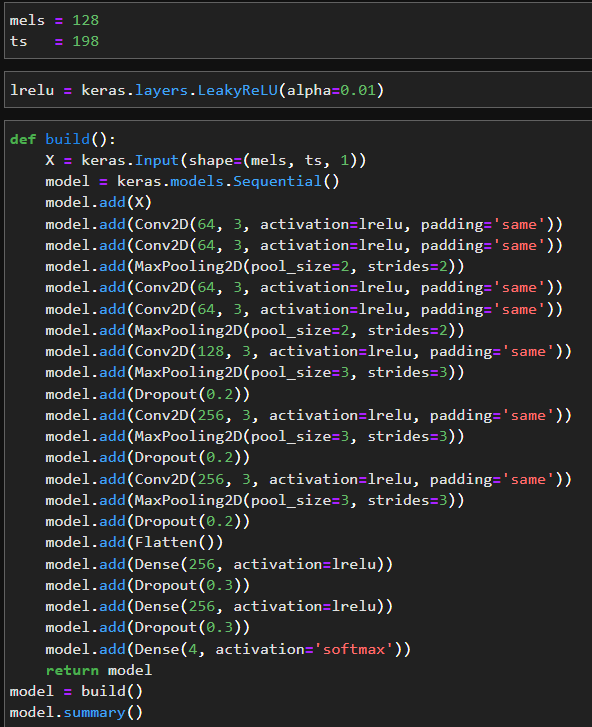 mels = 128
ts   = 198
lrelu = keras.layers.LeakyReLU(alpha=0.01)
def build():
    X = keras.Input(shape=(mels, ts, 1))
    model = keras.models.Sequential()
    model.add(X)
    model.add(Conv2D(64, 3, activation=lrelu, padding='same'))
    model.add(Conv2D(64, 3, activation=lrelu, padding='same'))
    model.add(MaxPooling2D(pool_size=2, strides=2))
    model.add(Conv2D(64, 3, activation=lrelu, padding='same'))
    model.add(Conv2D(64, 3, activation=lrelu, padding='same'))
    model.add(MaxPooling2D(pool_size=2, strides=2))
    model.add(Conv2D(128, 3, activation=lrelu, padding='same'))
    model.add(MaxPooling2D(pool_size=3, strides=3))
    model.add(Dropout(0.2))
    model.add(Conv2D(256, 3, activation=lrelu, padding='same'))
    model.add(MaxPooling2D(pool_size=3, strides=3))
    model.add(Dropout(0.2))
    model.add(Conv2D(256, 3, activation=lrelu, padding='same'))
    model.add(MaxPooling2D(pool_size=3, strides=3))
    model.add(Dropout(0.2))
    model.add(Flatten())
    model.add(Dense(256, activation=lrelu))
    model.add(Dropout(0.3))
    model.add(Dense(256, activation=lrelu))
    model.add(Dropout(0.3))
    model.add(Dense(4, activation='softmax'))
    return model
model = build()
model.summary()